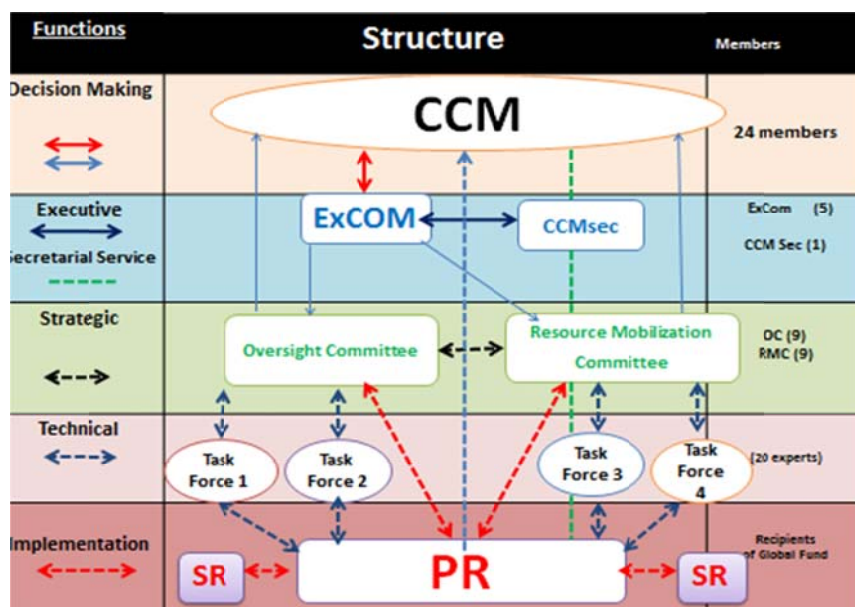 Functions
Structure
Members
Decision Making
CCM
24 members
Executive
Secretarial Service
ExCOM
CCMsec
ExCom (5)
CCM Sec (1)
Strategic
Oversight Committee
Resource Mobilization
Committee
OC (9)
RMC (9)
Technical
Task
Force 1
Task
Force 2
Task
Force 3
Task
Force
4
(20 experts)
Implementation
SR
PR
SR
Recipients
of Global Fund